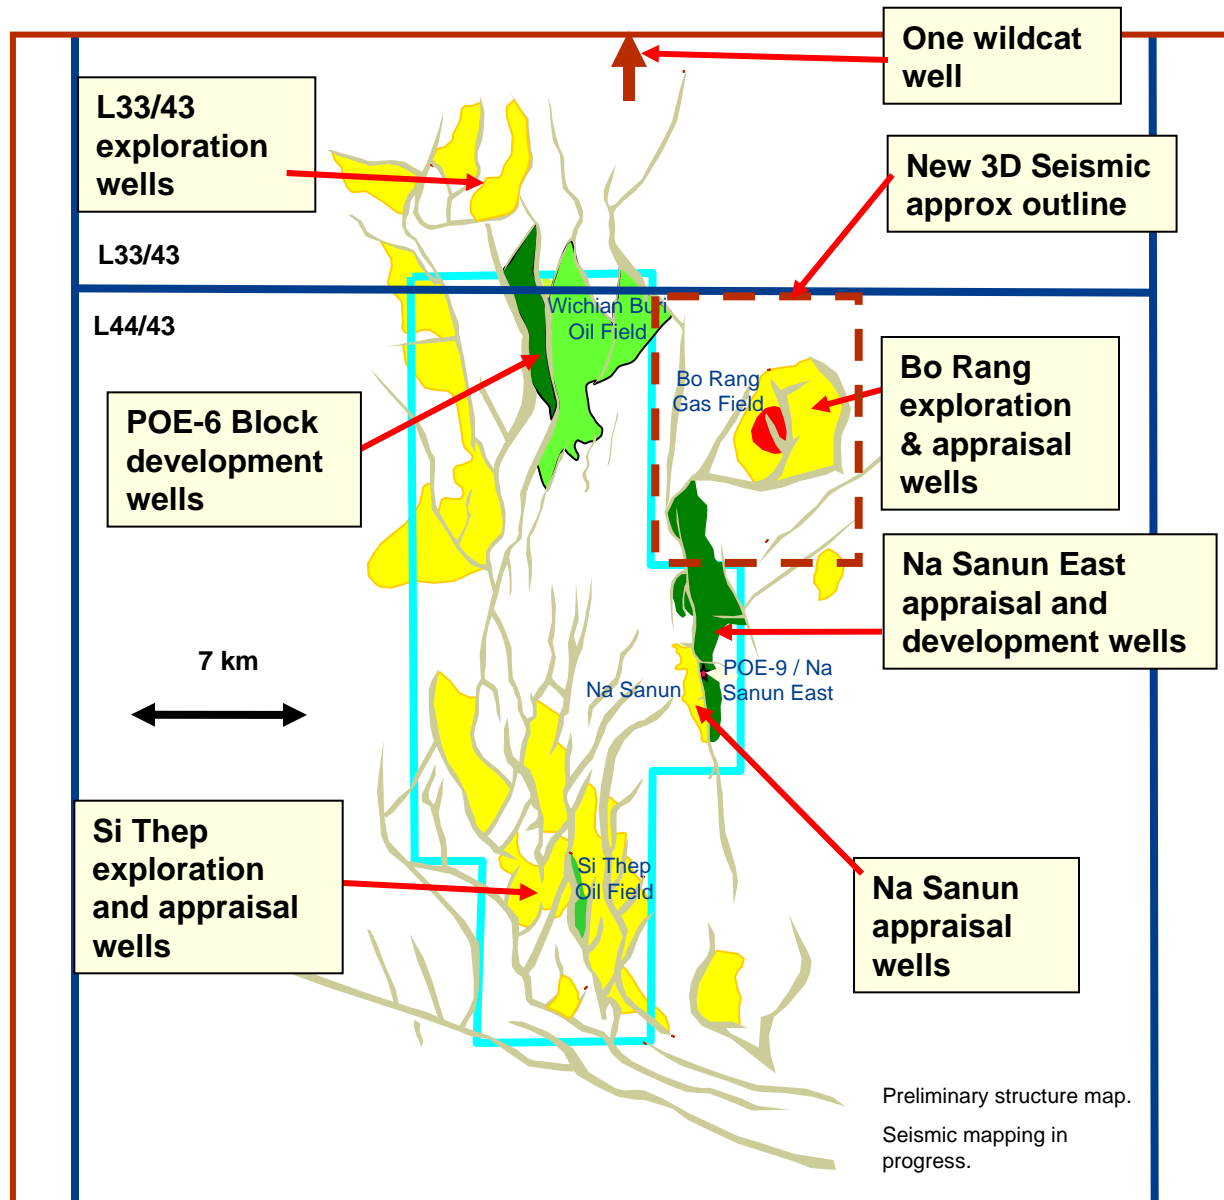 One wildcat
well
L33/43
exploration
wells
New 3D Seismic
approx outline
L33/43
L44/43
Wichian Buri
Oil Field
Bo Rang
Gas Field
Bo Rang
exploration
& appraisal
wells
POE-6 Block
development
wells
Na Sanun East
appraisal and
development wells
7 km
Na Sanun
POE-9 / Na
Sanun East
Si Thep
exploration
and appraisal
wells
Si Thep
Oil Field
Na Sanun
appraisal
wells
Preliminary structure map.
Seismic mapping in
progress.